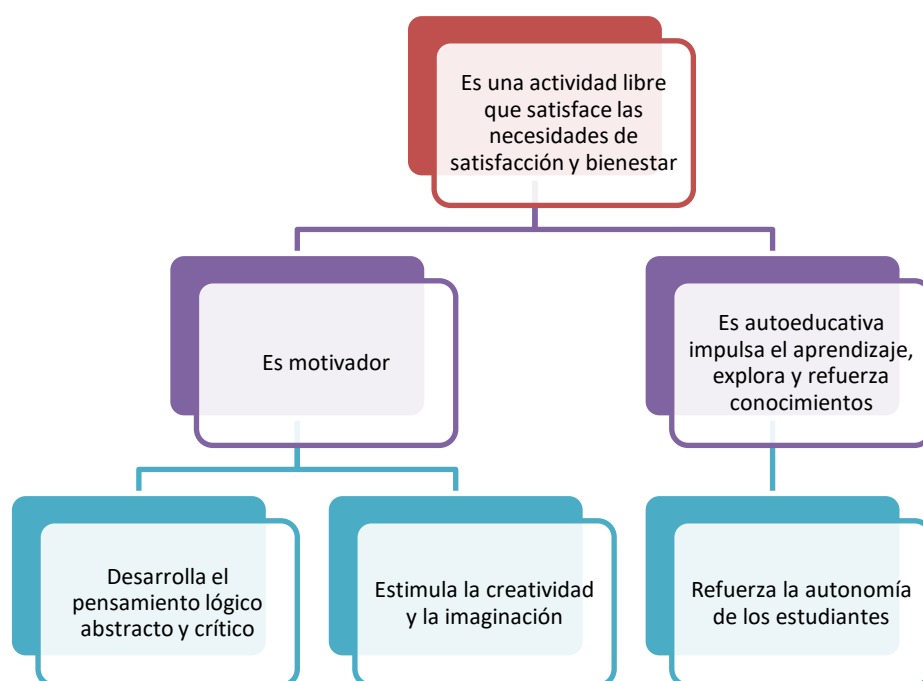 Es una actividad libre
que satisface las
necesidades de
satisfacción y bienestar
Es motivador
Es autoeducativa
impulsa el aprendizaje,
explora y refuerza
conocimientos
Desarrolla el
pensamiento lógico
abstracto y crítico
Estimula la creatividad
y la imaginación
Refuerza la autonomía
de los estudiantes